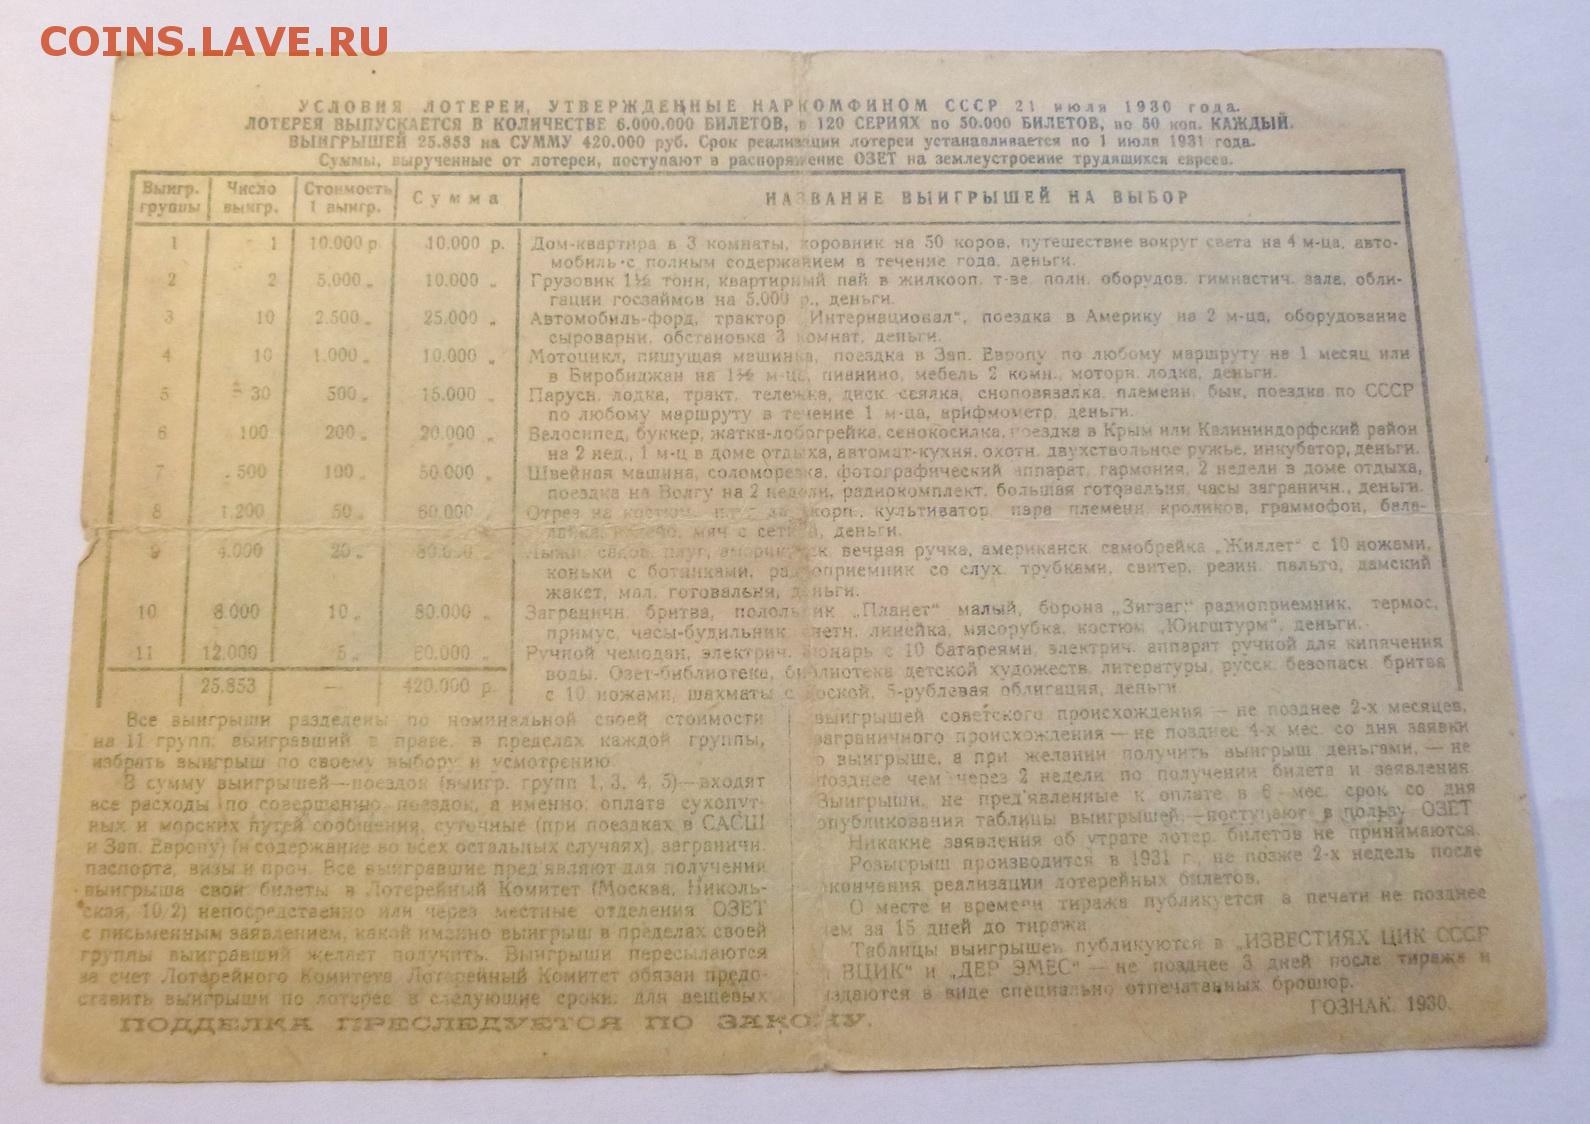 COINS.LAVE.RU
УСЛОВИЯ ЛОТЕРЕИ, УТВЕРЖДЕННЫЕ НАРКОМФИНОМ СССР 21 июля 1930 года.
ЛОТЕРЕЯ ВЫПУСКАЕТСЯ В КОЛИЧЕСТВЕ 6.000.000 БИЛЕТОВ, в 120 СЕРИЯХ по 50.000 БИЛЕТОВ, по 50 коп. КАЖДЫЙ.
ВЫИГРЫШЕЙ 25.853 на СУММУ 420.000 руб. Срок реализации лотереи устанавливается по 1 июля 1931 года.
Суммы, вырученные от лотереи, поступают в распоряжение ОЗЕТ на землеустроение трудящихся евреев.
Выигр. группы Число выигр. Стоимость 1 выигр. Сумма НАЗВАНИЕ ВЫИГРЫШЕЙ НА ВЫБОР
1 1 10.000 р. 10.000 р. Дом-квартира в 3 комнаты, коровник на 50 коров, путешествие вокруг света на 4 м-ца, авто-
мобиль с полным содержанием в течение года, деньги.
2 2 5.000 „ 10.000 „ Грузовик 1½ тонн, квартирный пай в жилкооп. т-ве, полн. оборудов. гимнастич. зала, обли-
гации госзаймов на 5.000 р., деньги.
3 10 2.500 „ 25.000 „ Автомобиль-форд, трактор „Интернационал“, поездка в Америку на 2 м-ца, оборудование
сыроварни, обстановка 3 комнат, деньги.
4 10 1.000 „ 10.000 „ Мотоцикл, пишущая машинка, поездка в Зап. Европу по любому маршруту на 1 месяц или
в Биробиджан на 1½ м-ца, пианино, мебель 2 комн., моторн. лодка, деньги.
5 30 500 „ 15.000 „ Парусн. лодка, тракт. тележка, диск. сеялка, сноповязалка, племенн. бык, поездка по СССР
по любому маршруту в течение 1 м-ца, арифмометр, деньги.
6 100 200 „ 20.000 „ Велосипед, буккер, жатка-лобогрейка, сенокосилка, поездка в Крым или Калининдорфский район
на 2 нед., 1 м-ц в доме отдыха, автомат-кухня, охотн. двухствольное ружье, инкубатор, деньги.
7 500 100 „ 50.000 „ Швейная машина, соломорезка, фотографический аппарат, гармония, 2 недели в доме отдыха,
поездка на Волгу на 2 недели, радиокомплект, большая готовальня, часы заграничн., деньги.
8 1.200 50 „ 60.000 „ Отрез на костюм, культиватор, пара племенн. кроликов, граммофон, бала-
лайка, мяч с сеткой, деньги.
9 4.000 20 „ 80.000 „ Лыжи, плуг, вечная ручка, американск. самобрейка „Жиллет“ с 10 ножами,
коньки с ботинками, радиоприемник со слух. трубками, свитер, резин. пальто, дамский
жакет, мал. готовальня, деньги.
10 8.000 10 „ 80.000 „ Заграничн. бритва, полольник „Планет“ малый, борона „Зигзаг“, радиоприемник, термос,
примус, часы-будильник, счетн. линейка, мясорубка, костюм „Юнгштурм“, деньги.
11 12.000 5 „ 60.000 „ Ручной чемодан, электрич. фонарь с 10 батареями, электрич. аппарат ручной для кипячения
воды, Озет-библиотека, библиотека детской художеств. литературы, русск. безопасн. бритва
с 10 ножами, шахматы с доской, 5-рублевая облигация, деньги.
25.853 — 420.000 р.
Все выигрыши разделены по номинальной своей стоимости
на 11 групп; выигравший в праве, в пределах каждой группы,
избрать выигрыш по своему выбору и усмотрению.
В сумму выигрышей—поездок (выигр. групп 1, 3, 4, 5)—входят
все расходы по совершению поездок, а именно: оплата сухопут-
ных и морских путей сообщения, суточные (при поездках в САСШ
и Зап. Европу) (и содержание во всех остальных случаях), заграничн.
паспорта, визы и проч. Все выигравшие пред'являют для получения
выигрыша свои билеты в Лотерейный Комитет (Москва, Николь-
ская, 10/2) непосредственно или через местные отделения ОЗЕТ
с письменным заявлением, какой именно выигрыш в пределах своей
группы выигравший желает получить. Выигрыши пересылаются
за счет Лотерейного Комитета. Лотерейный Комитет обязан предо-
ставить выигрыши по лотерее в следующие сроки: для вещевых
выигрышей советского происхождения — не позднее 2-х месяцев,
заграничного происхождения — не позднее 4-х мес. со дня заявки
о выигрыше, а при желании получить выигрыш деньгами, — не
позднее чем через 2 недели по получении билета и заявления.
Выигрыши, не пред'явленные к оплате в 6 мес. срок со дня
опубликования таблицы выигрышей,—поступают в пользу ОЗЕТ
Никакие заявления об утрате лотер. билетов не принимаются.
Розыгрыш производится в 1931 г., не позже 2-х недель после
окончания реализации лотерейных билетов.
О месте и времени тиража публикуется в печати не позднее
чем за 15 дней до тиража.
Таблицы выигрышей публикуются в „ИЗВЕСТИЯХ ЦИК СССР
и ВЦИК“ и „ДЕР ЭМЕС“ — не позднее 3 дней после тиража и
издаются в виде специально отпечатанных брошюр.
ГОЗНАК. 1930.
ПОДДЕЛКА ПРЕСЛЕДУЕТСЯ ПО ЗАКОНУ.